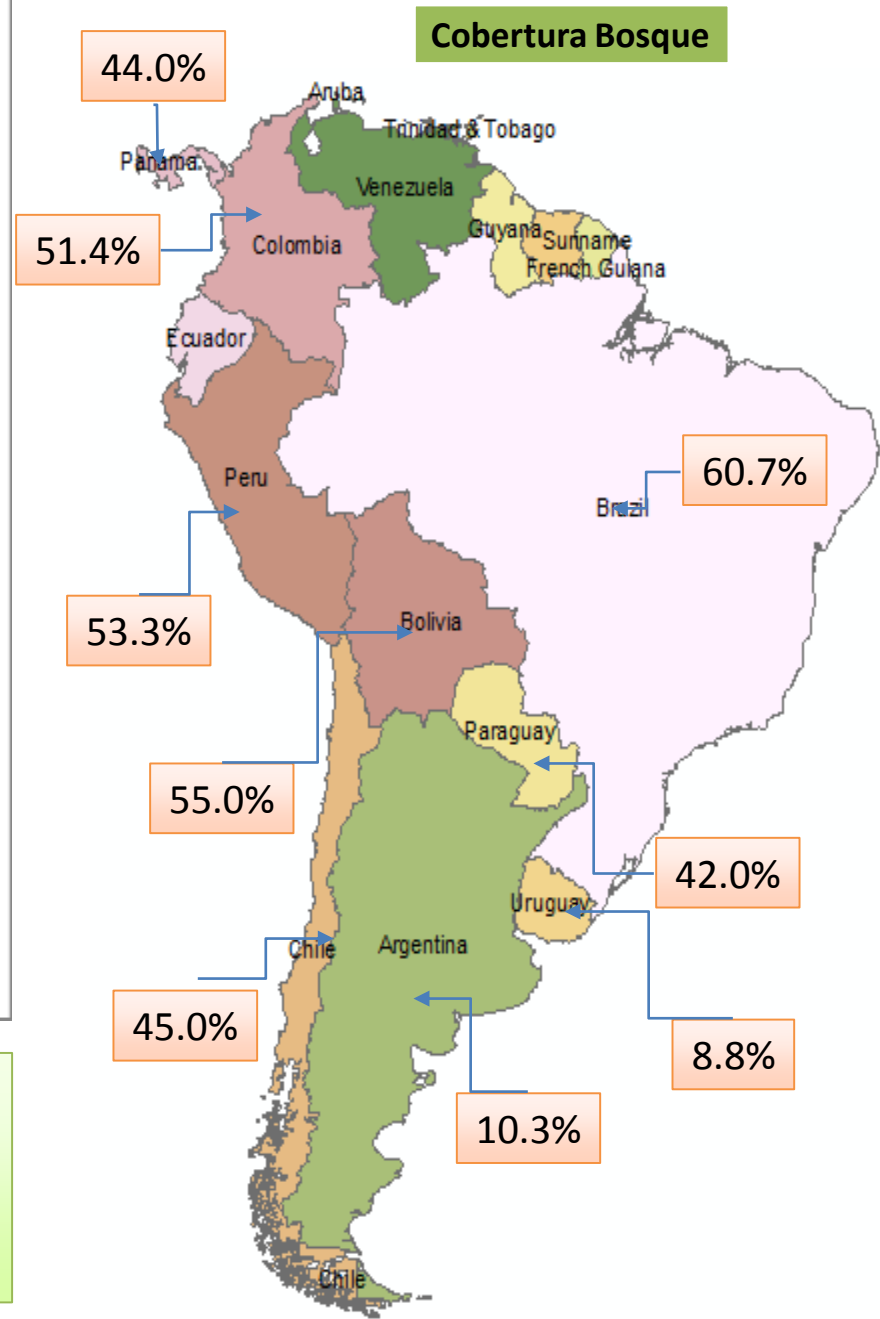 Cobertura Bosque
44.0%
Aruba
Trinidad & Tobago
Panama
Venezuela
51.4%
Colombia
Guyana
Suriname
French Guiana
Ecuador
Peru
60.7%
Brazil
53.3%
Bolivia
Paraguay
55.0%
42.0%
Uruguay
Chile
Argentina
45.0%
8.8%
10.3%
Chile